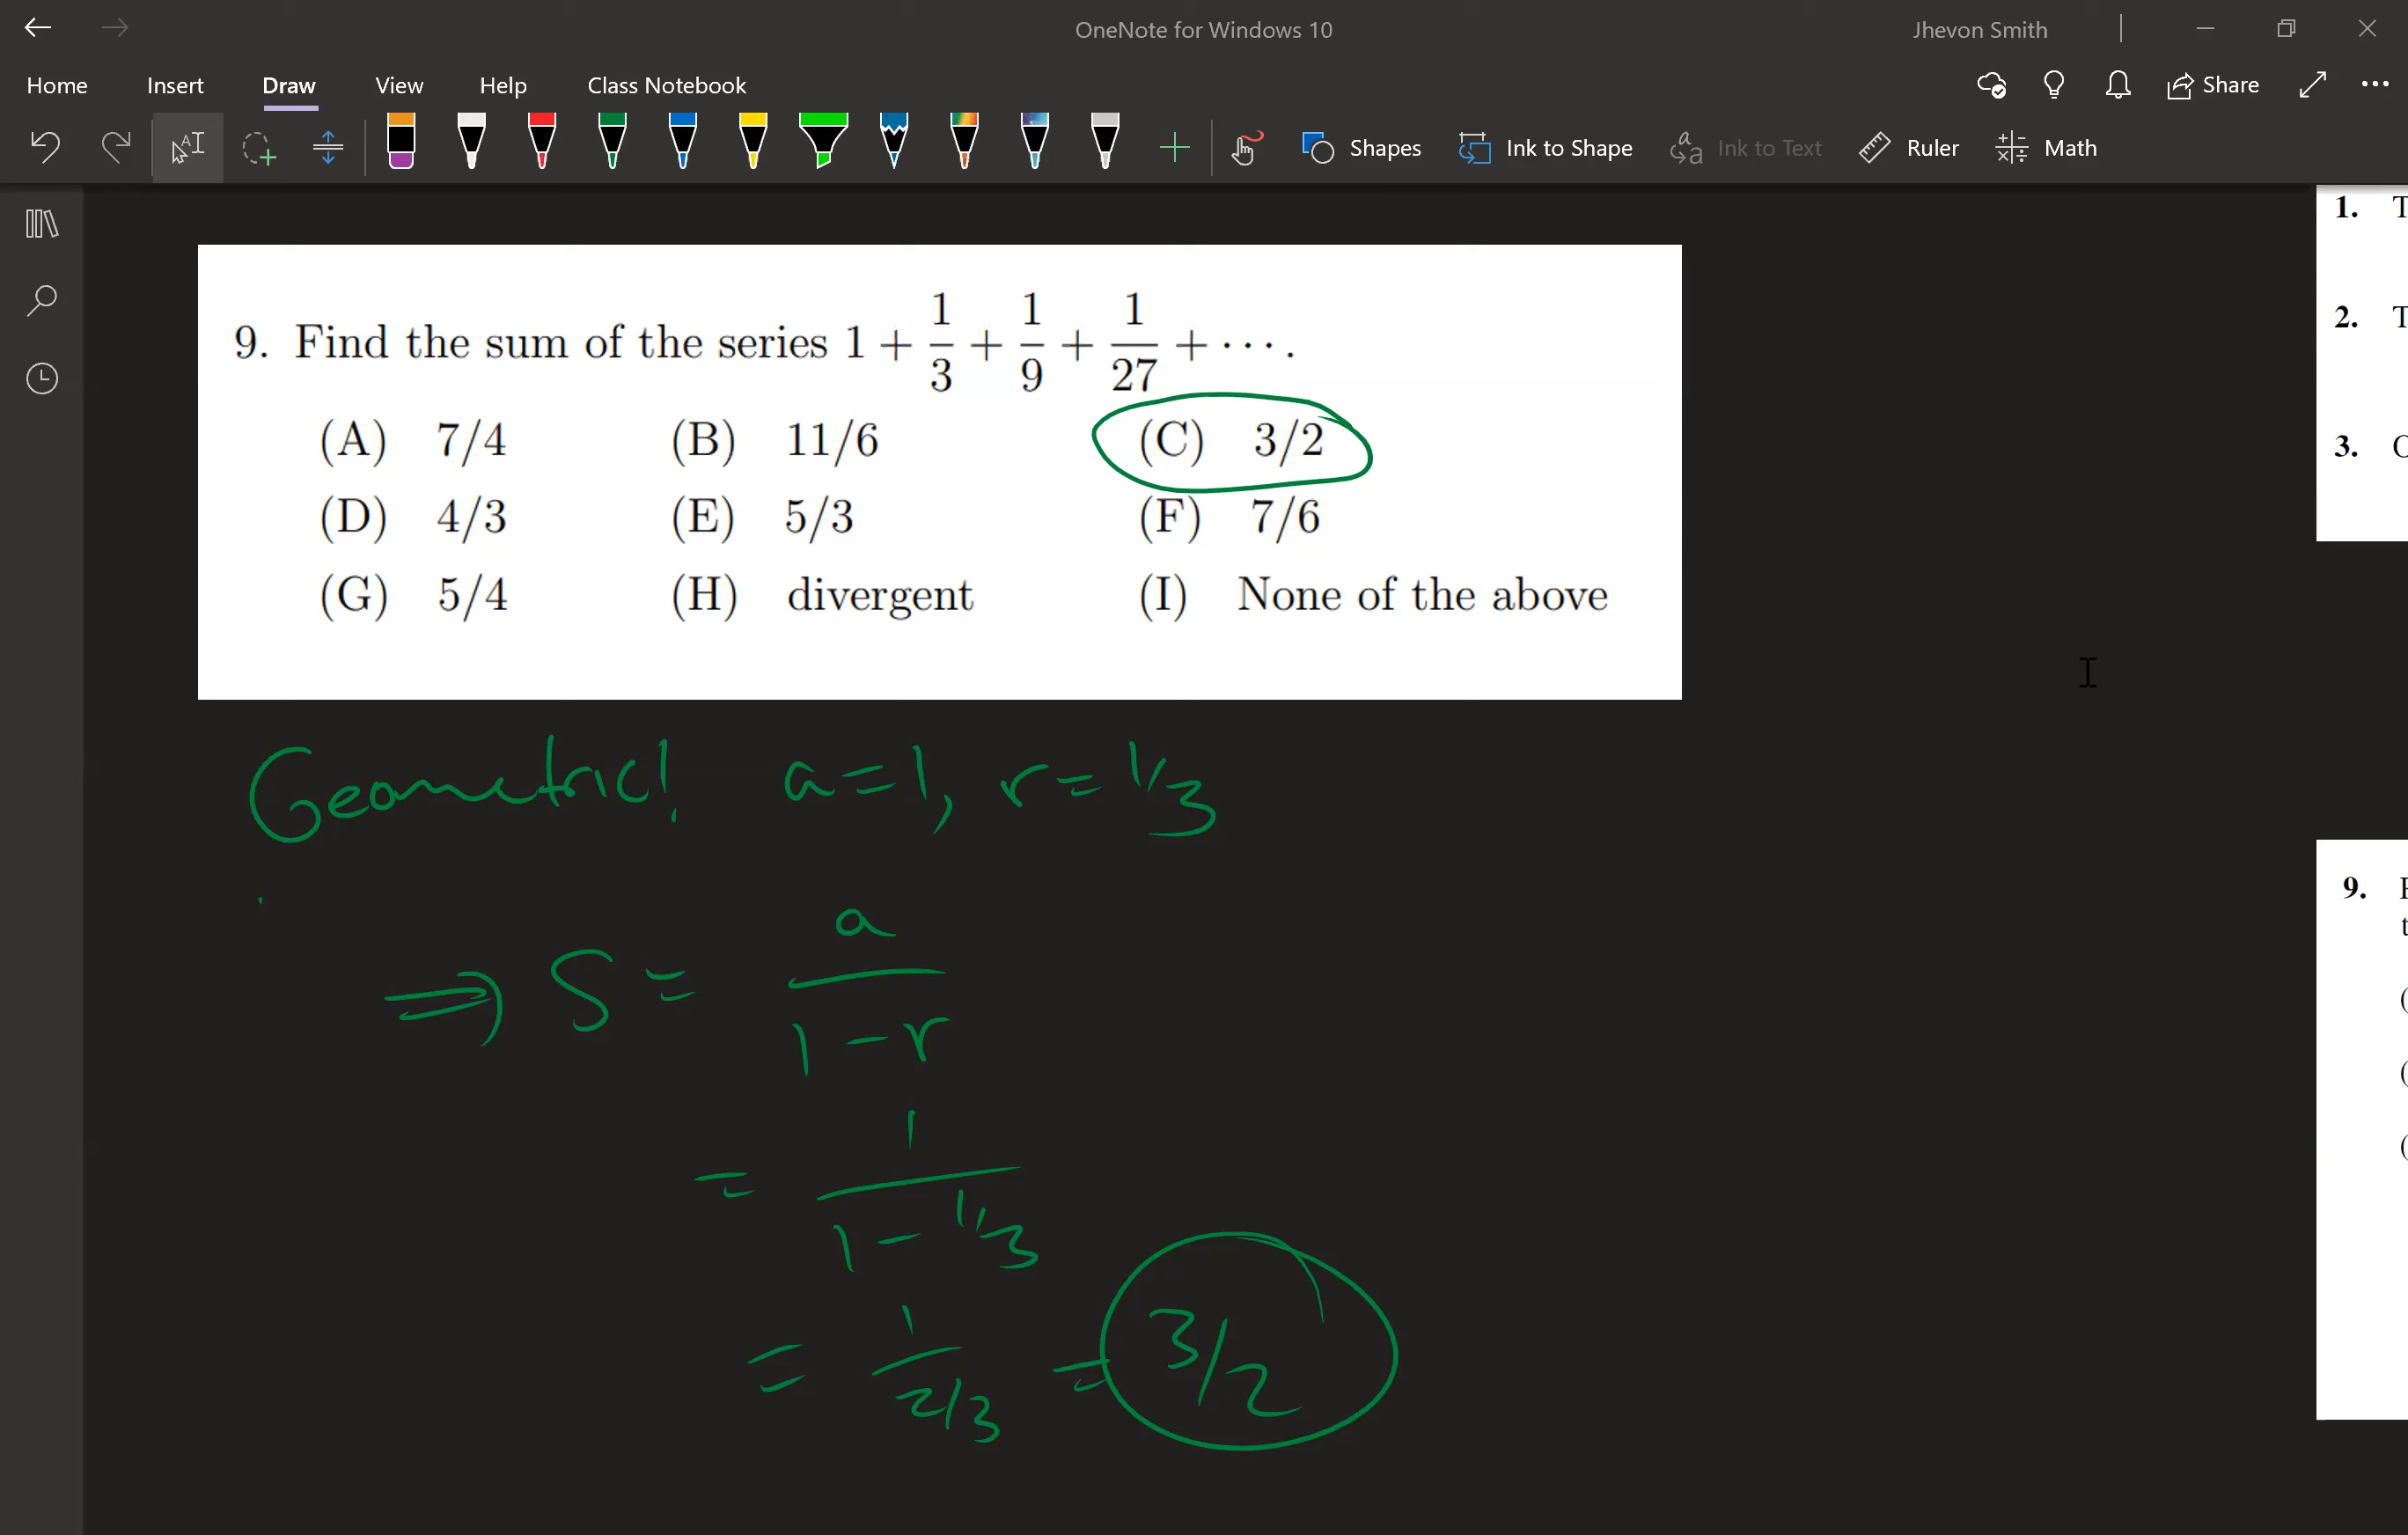 OneNote for Windows 10
Jhevon Smith
Home Insert Draw View Help Class Notebook
Share
Shapes Ink to Shape Ink to Text Ruler Math
9. Find the sum of the series 1 + 1/3 + 1/9 + 1/27 + ··· .
(A) 7/4 (B) 11/6 (C) 3/2
(D) 4/3 (E) 5/3 (F) 7/6
(G) 5/4 (H) divergent (I) None of the above
Geometric! a=1, r=1/3
⇒ S = a/(1-r)
= 1/(1-1/3)
= 1/(2/3) = 3/2
1. T
2. T
3.
9.
t
(
(
(